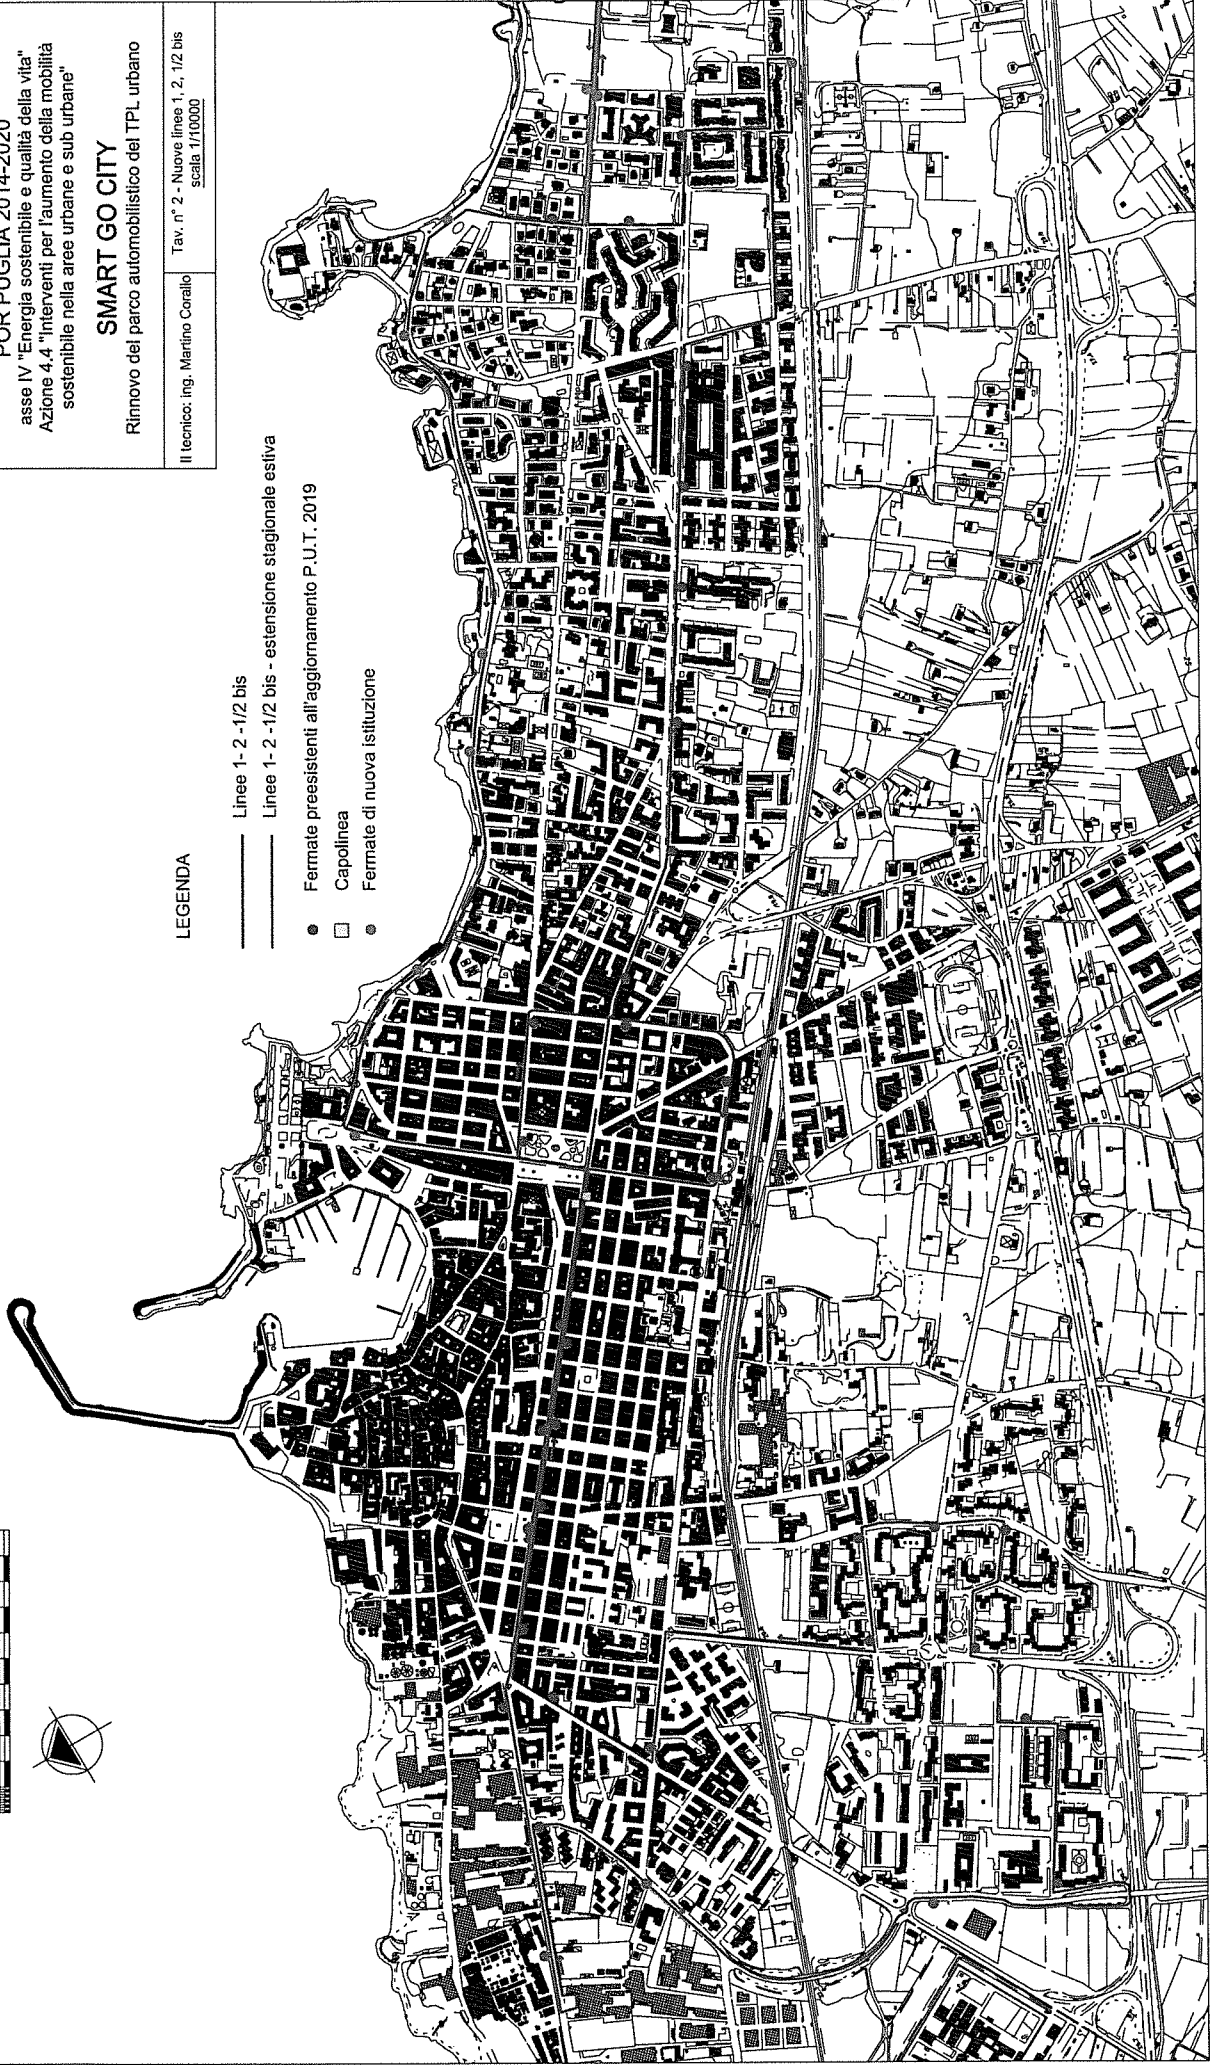 POR PUGLIA 2014-2020
asse IV "Energia sostenibile e qualità della vita"
Azione 4.4 "Interventi per l'aumento della mobilità
sostenibile nella aree urbane e sub urbane"
SMART GO CITY
Rinnovo del parco automobilistico del TPL urbano
Il tecnico: ing. Martino Corallo
Tav. n° 2 - Nuove linee 1, 2, 1/2 bis
scala 1/10000
LEGENDA
Linee 1- 2 -1/2 bis
Linee 1- 2 -1/2 bis - estensione stagionale estiva
Fermate preesistenti all'aggiornamento P.U.T. 2019
Capolinea
Fermate di nuova istituzione